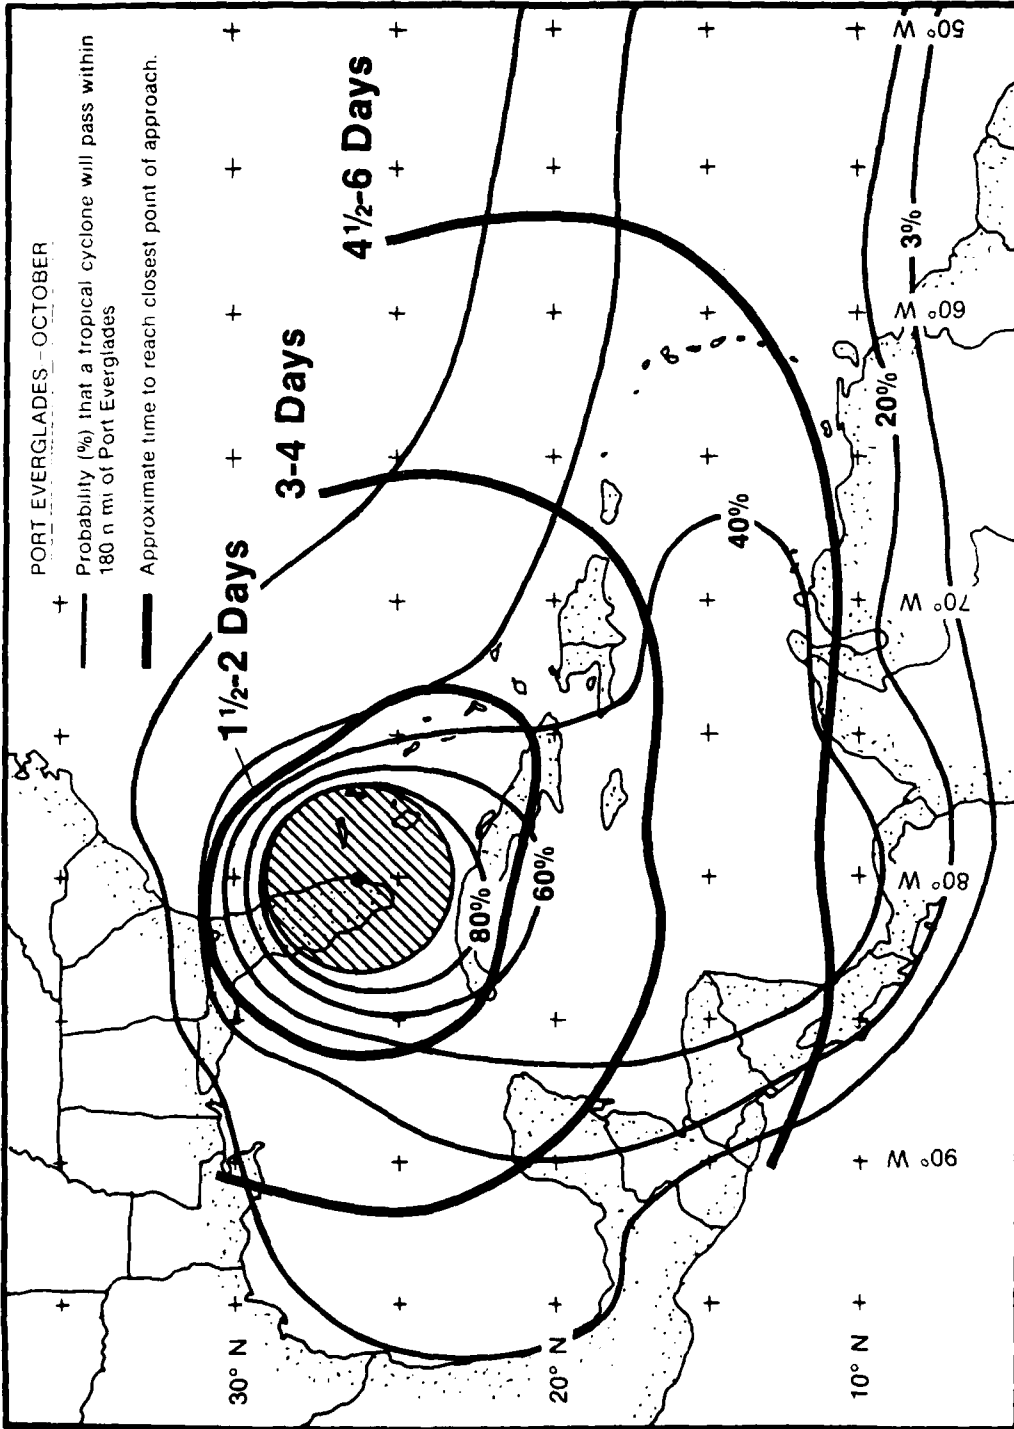 PORT EVERGLADES - OCTOBER
Probability (%) that a tropical cyclone will pass within
180 n mi of Port Everglades
Approximate time to reach closest point of approach.
1½-2 Days
3-4 Days
4½-6 Days
80%
60%
40%
20%
3%
30° N
20° N
10° N
90° W
80° W
70° W
60° W
50° W